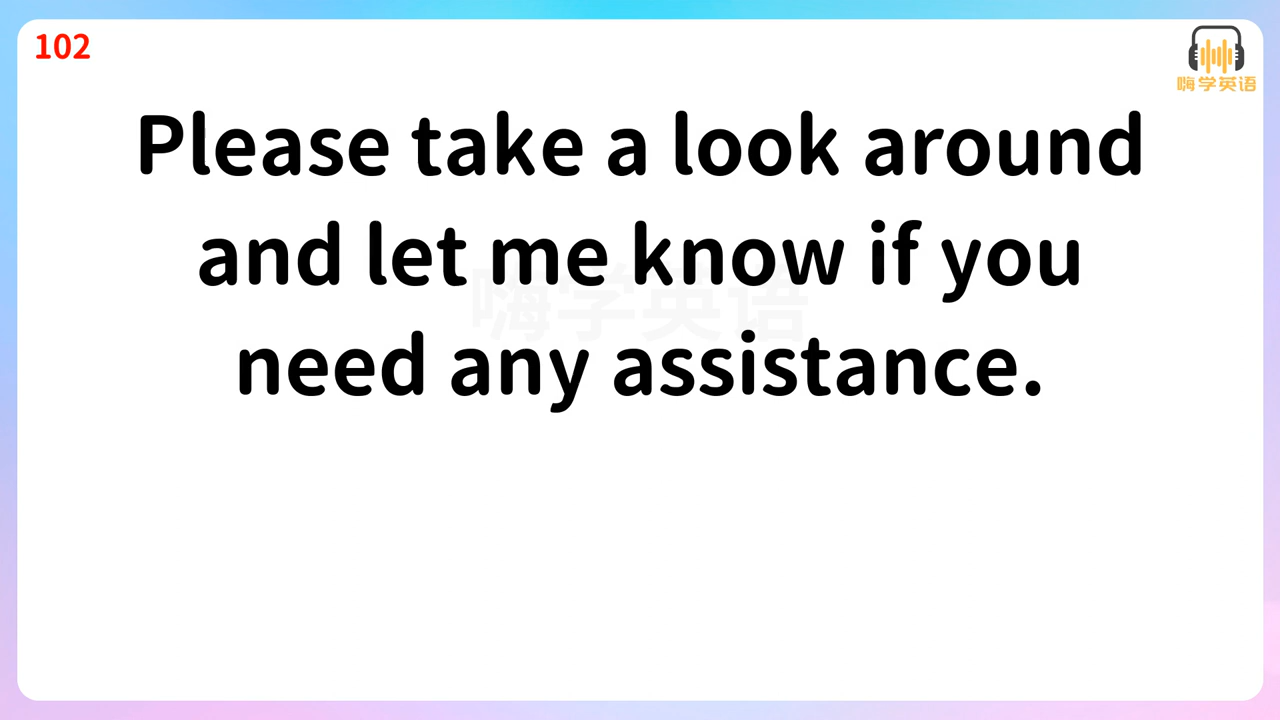 102
嗨学英语
Please take a look around
and let me know if you
嗨学英语
need any assistance.